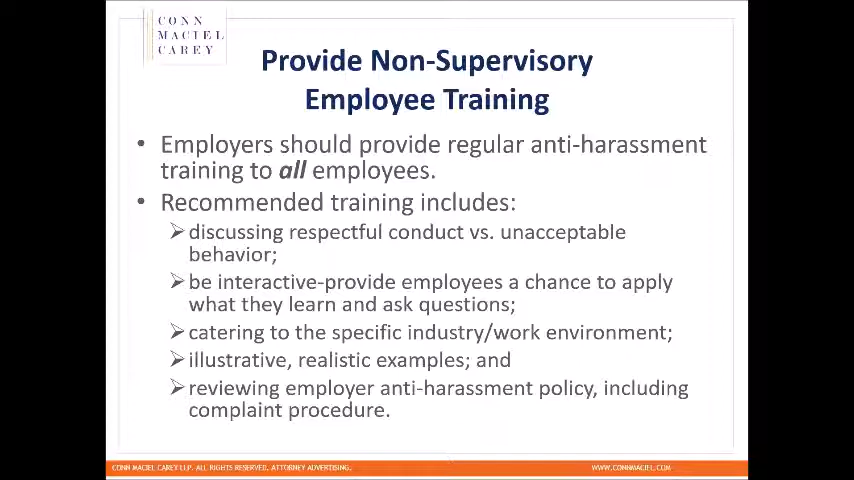 CONN
MACIEL
CAREY
Provide Non-Supervisory
Employee Training
• Employers should provide regular anti-harassment
training to all employees.
• Recommended training includes:
➢discussing respectful conduct vs. unacceptable
behavior;
➢be interactive-provide employees a chance to apply
what they learn and ask questions;
➢catering to the specific industry/work environment;
➢illustrative, realistic examples; and
➢reviewing employer anti-harassment policy, including
complaint procedure.
CONN MACIEL CAREY LLP. ALL RIGHTS RESERVED. ATTORNEY ADVERTISING.
WWW.CONNMACIEL.COM